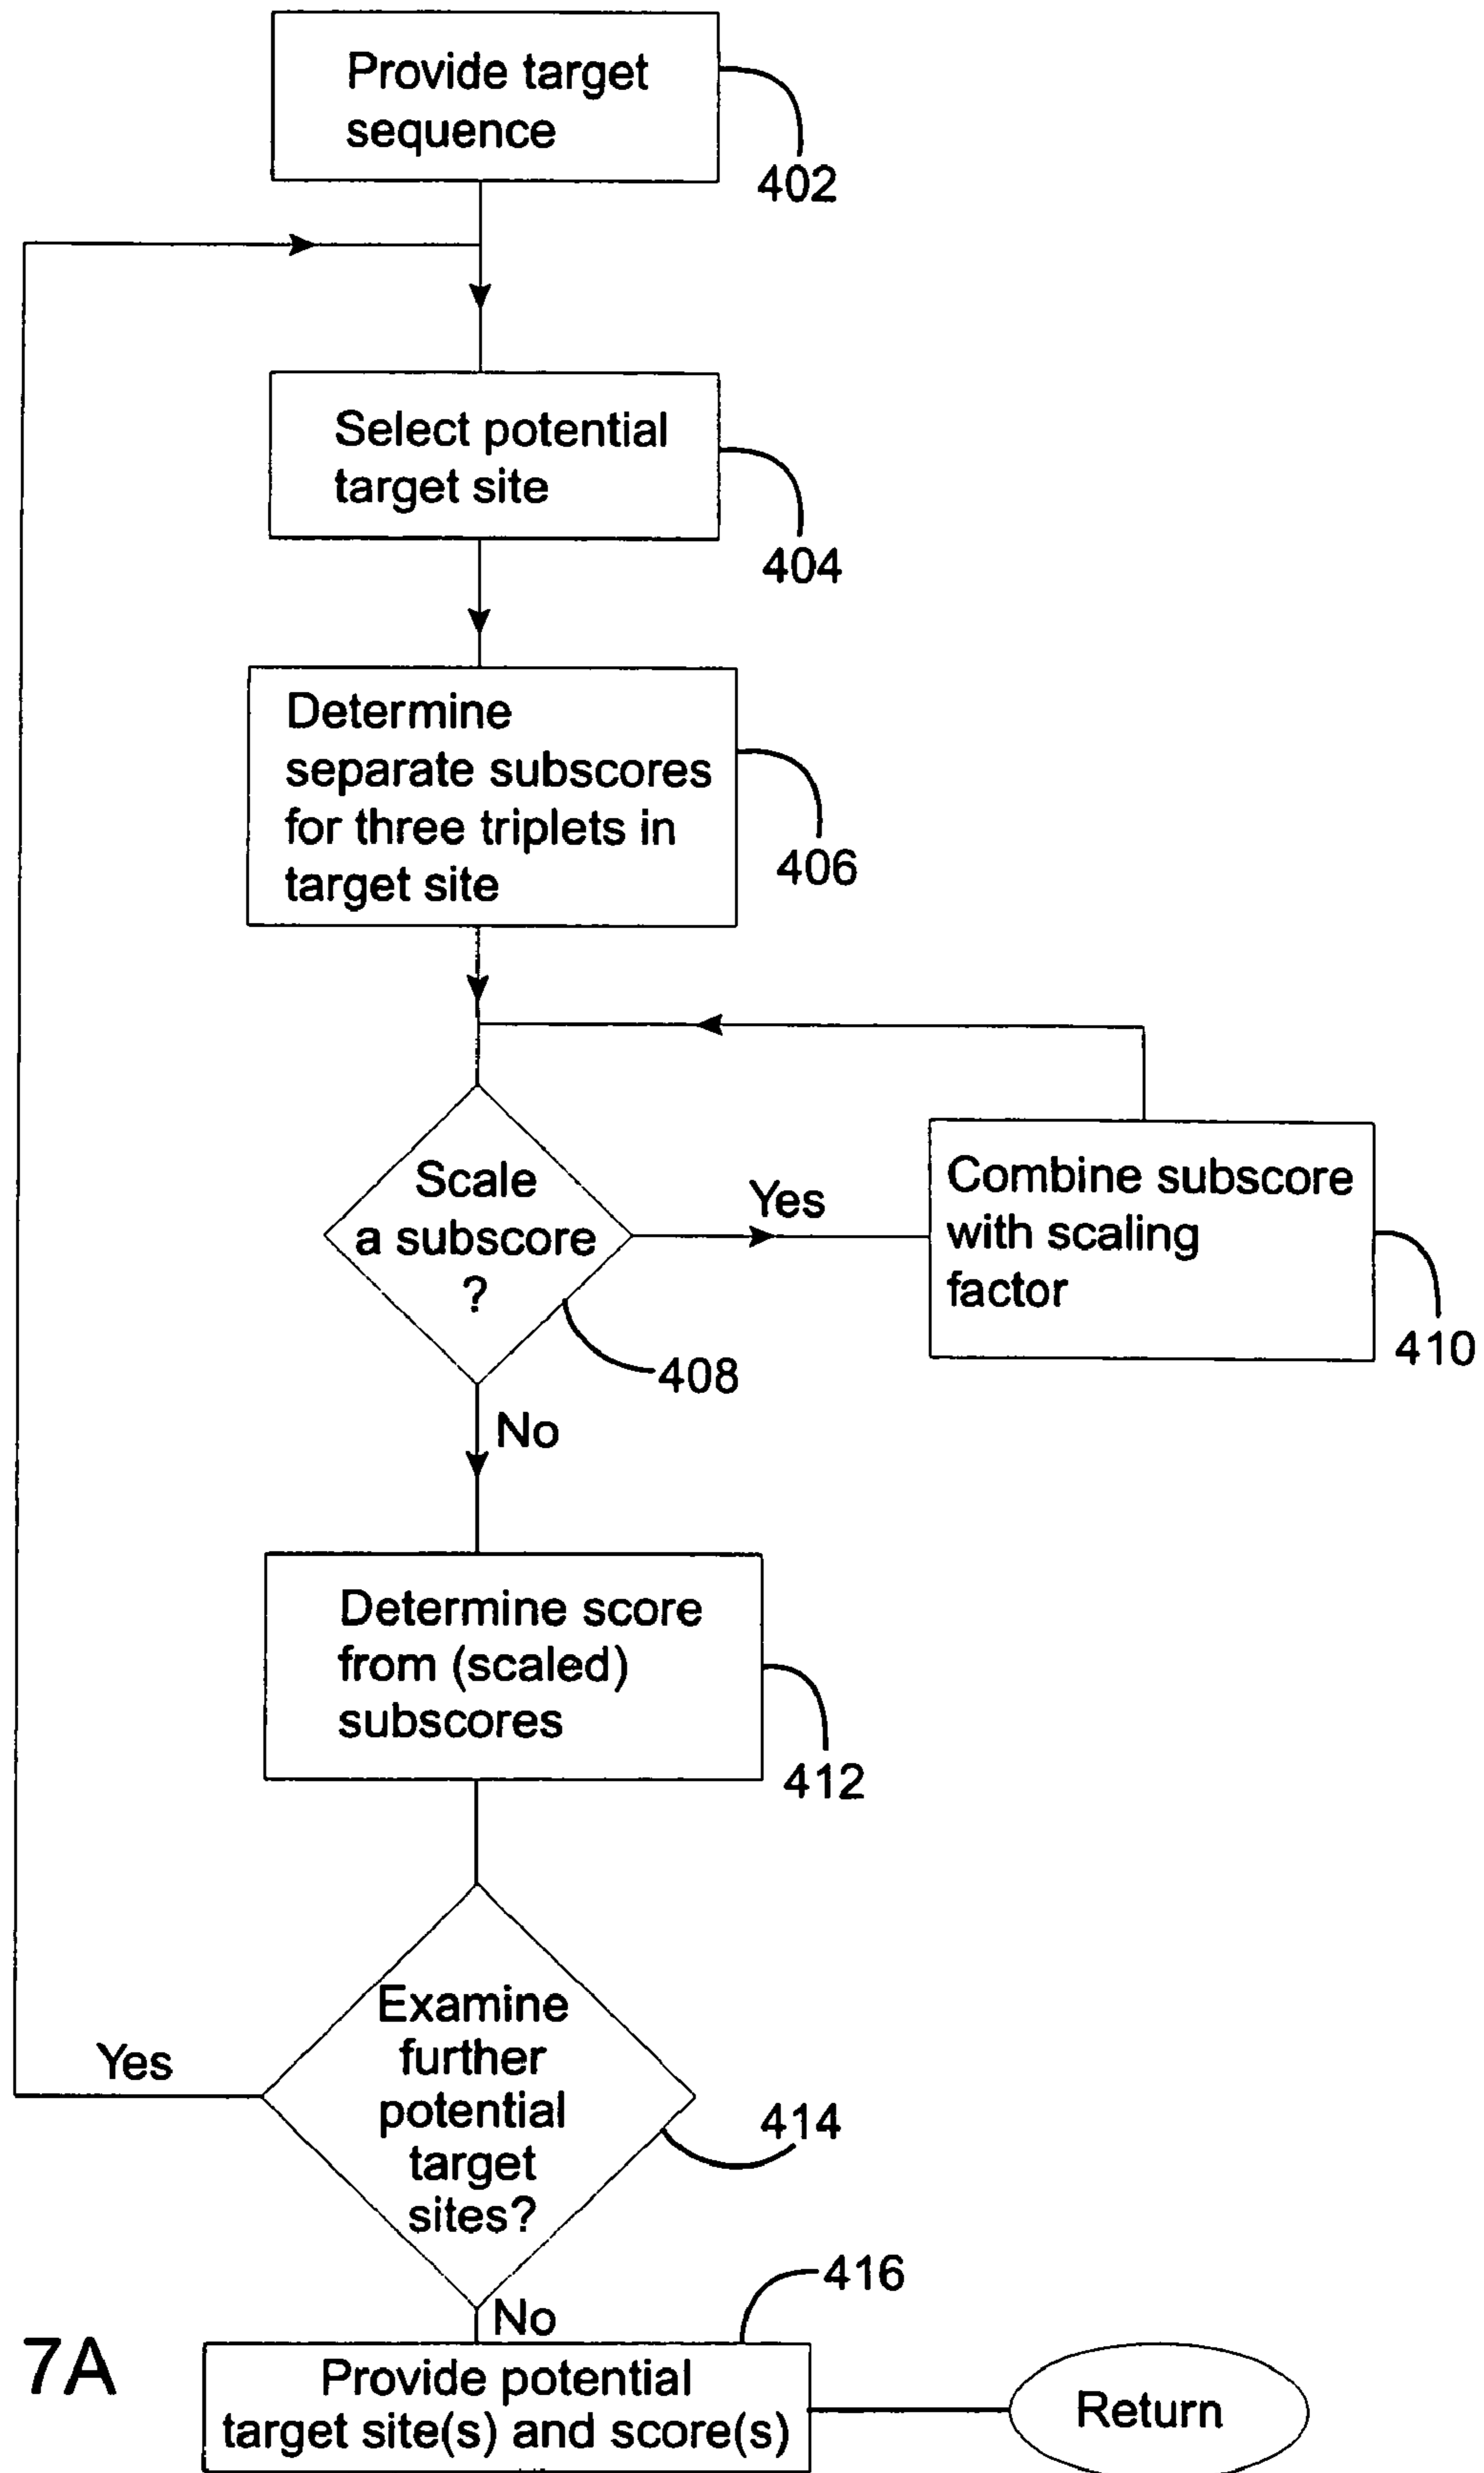 Provide target
sequence
402
Select potential
target site
404
Determine
separate subscores
for three triplets in
target site
406
Scale
a subscore
?
408
Yes
Combine subscore
with scaling
factor
410
No
Determine score
from (scaled)
subscores
412
Examine
further
potential
target
sites?
Yes
414
No
416
Provide potential
target site(s) and score(s)
Return
7A